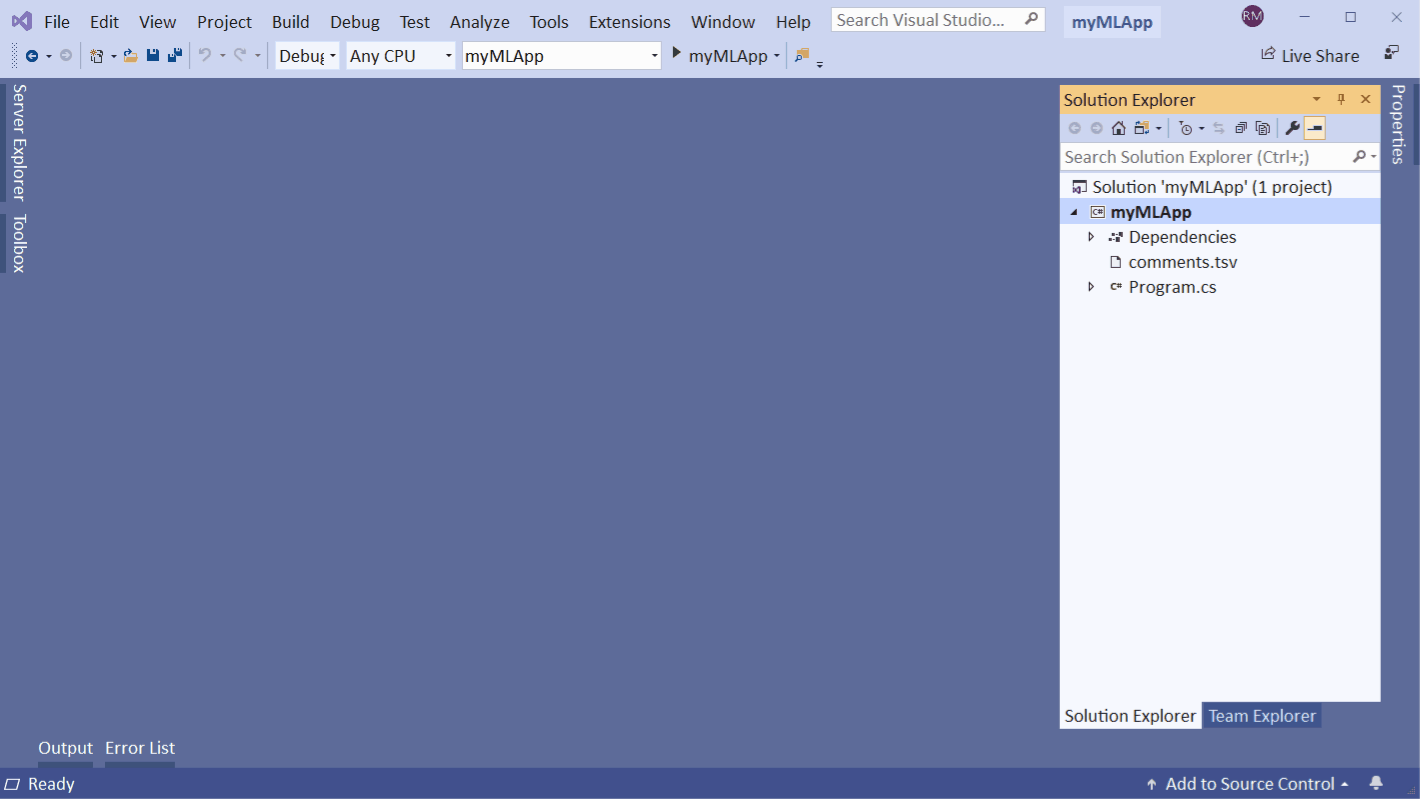 File Edit View Project Build Debug Test Analyze Tools Extensions Window Help Search Visual Studio... myMLApp RM
Debug Any CPU myMLApp myMLApp Live Share
Server Explorer
Toolbox
Solution Explorer
Search Solution Explorer (Ctrl+;)
Solution 'myMLApp' (1 project)
C# myMLApp
Dependencies
comments.tsv
C# Program.cs
Solution Explorer Team Explorer
Properties
Output Error List
Ready Add to Source Control